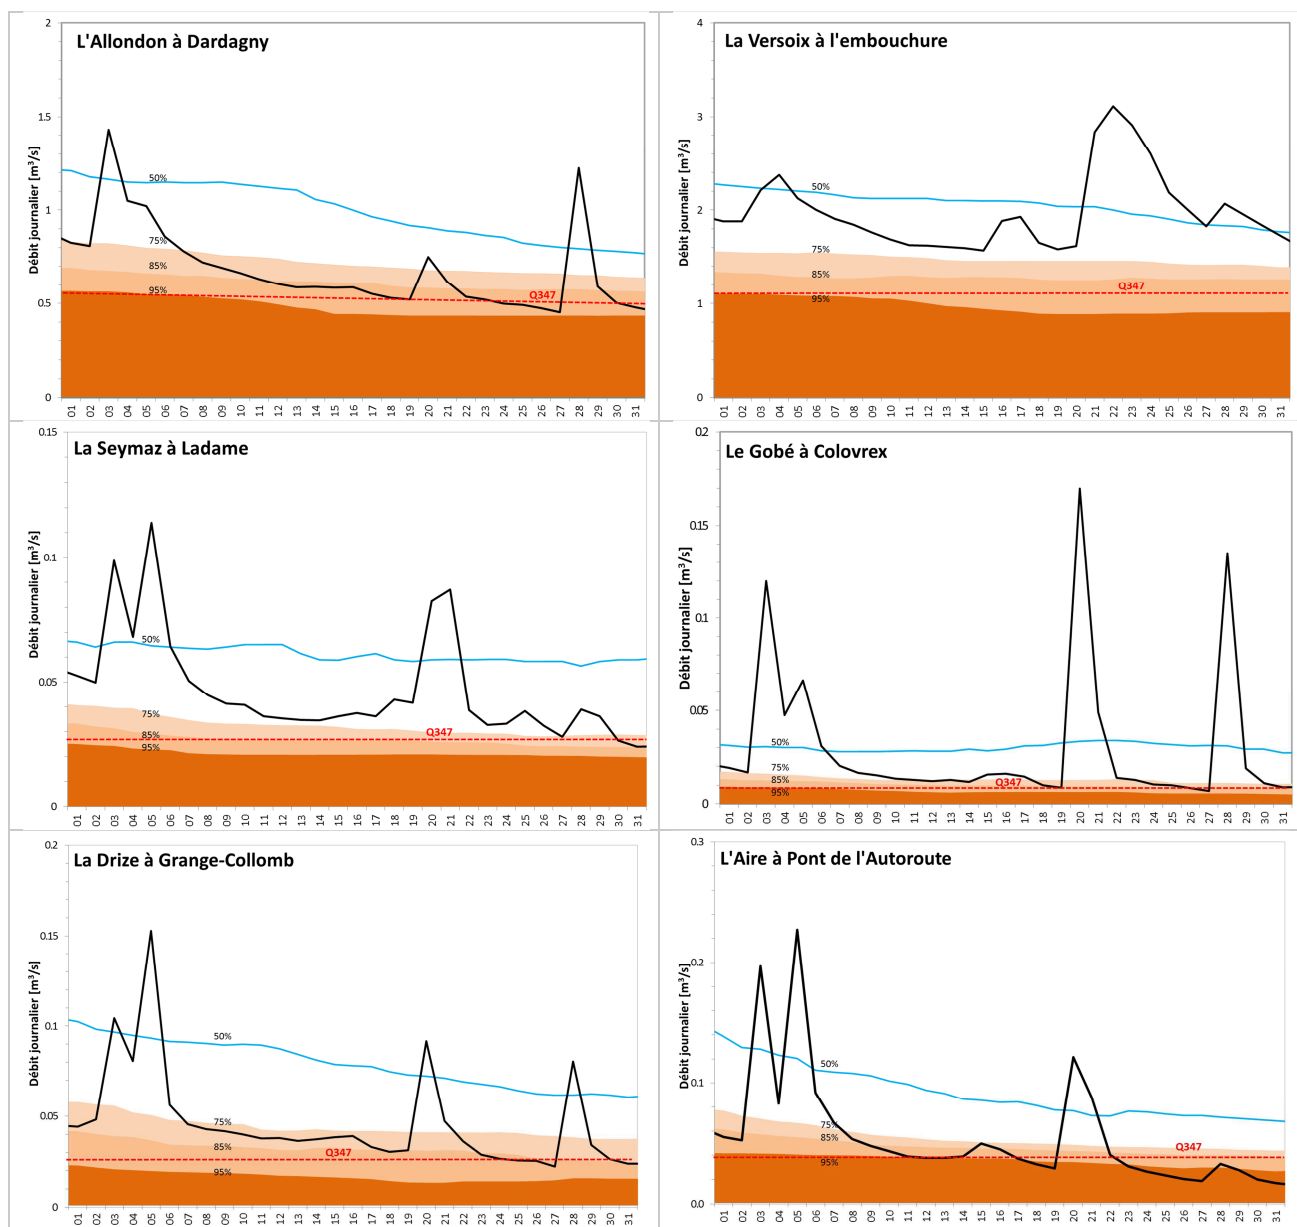 L'Allondon à Dardagny
Débit journalier [m³/s]
2
1.5
1
0.5
0
50%
75%
85%
95%
Q347
01 02 03 04 05 06 07 08 09 10 11 12 13 14 15 16 17 18 19 20 21 22 23 24 25 26 27 28 29 30 31
La Versoix à l'embouchure
Débit journalier [m³/s]
4
3
2
1
0
50%
75%
85%
95%
Q347
01 02 03 04 05 06 07 08 09 10 11 12 13 14 15 16 17 18 19 20 21 22 23 24 25 26 27 28 29 30 31
La Seymaz à Ladame
Débit journalier [m³/s]
0.15
0.1
0.05
0
50%
75%
85%
95%
Q347
01 02 03 04 05 06 07 08 09 10 11 12 13 14 15 16 17 18 19 20 21 22 23 24 25 26 27 28 29 30 31
Le Gobé à Colovrex
Débit journalier [m³/s]
0.2
0.15
0.1
0.05
0
50%
75%
85%
95%
Q347
01 02 03 04 05 06 07 08 09 10 11 12 13 14 15 16 17 18 19 20 21 22 23 24 25 26 27 28 29 30 31
La Drize à Grange-Collomb
Débit journalier [m³/s]
0.2
0.15
0.1
0.05
0
50%
75%
85%
95%
Q347
01 02 03 04 05 06 07 08 09 10 11 12 13 14 15 16 17 18 19 20 21 22 23 24 25 26 27 28 29 30 31
L'Aire à Pont de l'Autoroute
Débit journalier [m³/s]
0.3
0.2
0.1
0.0
50%
75%
85%
95%
Q347
01 02 03 04 05 06 07 08 09 10 11 12 13 14 15 16 17 18 19 20 21 22 23 24 25 26 27 28 29 30 31